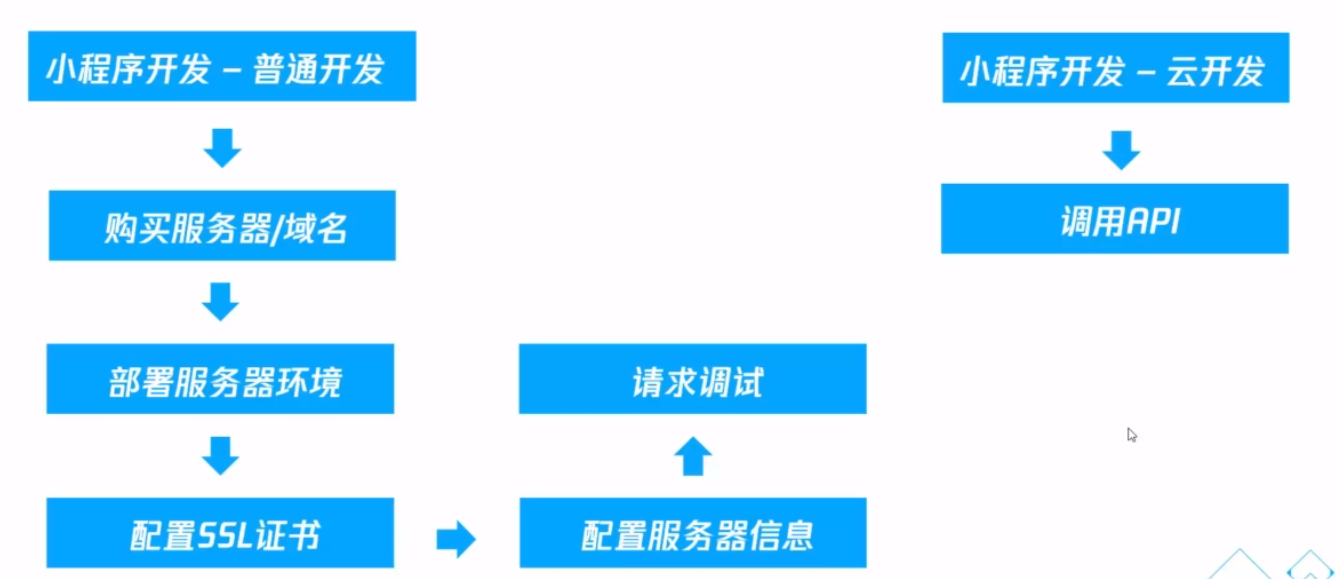 小程序开发 – 普通开发
购买服务器/域名
部署服务器环境
配置SSL证书
配置服务器信息
请求调试
小程序开发 – 云开发
调用API